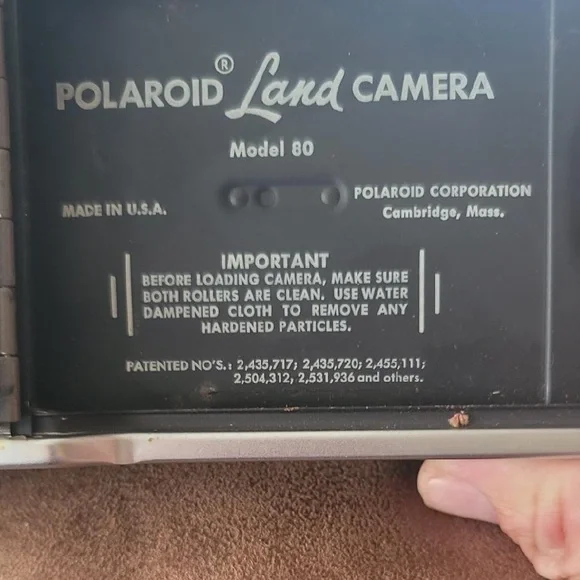 POLAROID® Land CAMERA
Model 80
MADE IN U.S.A.
POLAROID CORPORATION
Cambridge, Mass.
IMPORTANT
BEFORE LOADING CAMERA, MAKE SURE
BOTH ROLLERS ARE CLEAN. USE WATER
DAMPENED CLOTH TO REMOVE ANY
HARDENED PARTICLES.
PATENTED NO'S.: 2,435,717; 2,435,720; 2,455,111;
2,504,312, 2,531,936 and others.